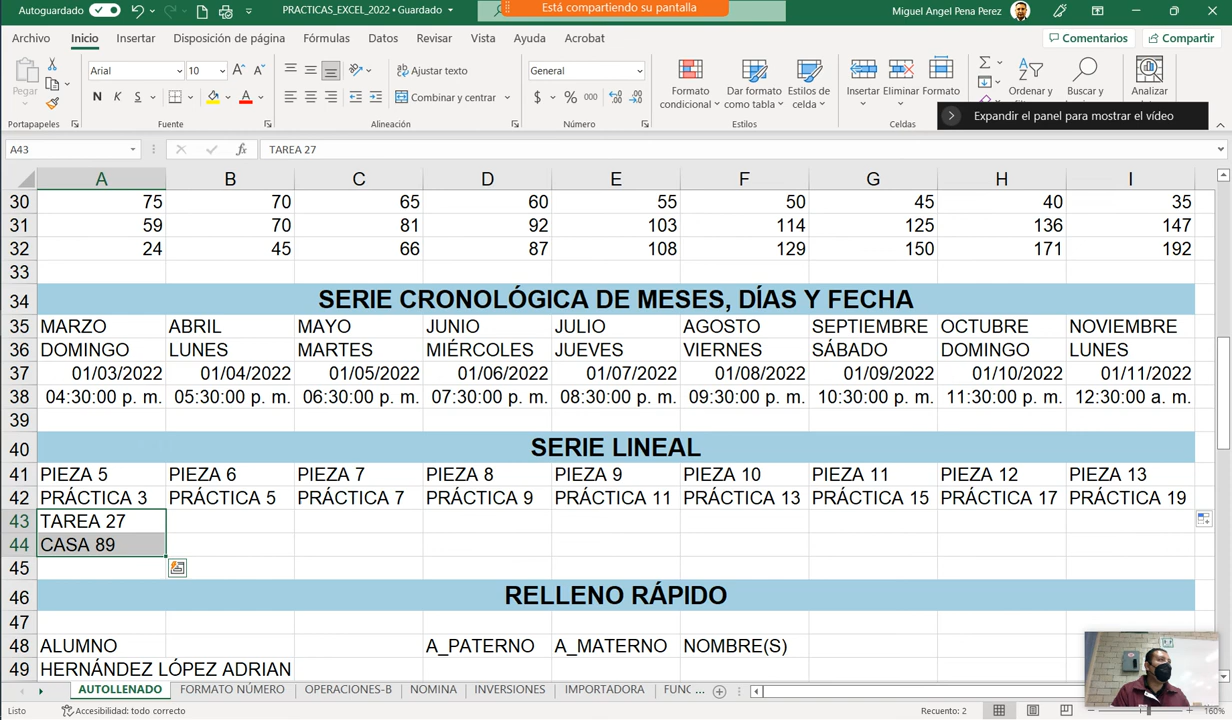 Autoguardado
PRACTICAS_EXCEL_2022 • Guardado
Está compartiendo su pantalla
Miguel Angel Pena Perez
Archivo Inicio Insertar Disposición de página Fórmulas Datos Revisar Vista Ayuda Acrobat
Comentarios Compartir
Pegar
Arial 10
N K S
Ajustar texto
Combinar y centrar
General
$ % 000
Formato condicional
Dar formato como tabla
Estilos de celda
Insertar Eliminar Formato
Ordenar y
Buscar y
Analizar
Portapapeles Fuente Alineación Número Estilos Celdas
Expandir el panel para mostrar el vídeo
A43 fx TAREA 27
A B C D E F G H I
30 75 70 65 60 55 50 45 40 35
31 59 70 81 92 103 114 125 136 147
32 24 45 66 87 108 129 150 171 192
33
34 SERIE CRONOLÓGICA DE MESES, DÍAS Y FECHA
35 MARZO ABRIL MAYO JUNIO JULIO AGOSTO SEPTIEMBRE OCTUBRE NOVIEMBRE
36 DOMINGO LUNES MARTES MIÉRCOLES JUEVES VIERNES SÁBADO DOMINGO LUNES
37 01/03/2022 01/04/2022 01/05/2022 01/06/2022 01/07/2022 01/08/2022 01/09/2022 01/10/2022 01/11/2022
38 04:30:00 p. m. 05:30:00 p. m. 06:30:00 p. m. 07:30:00 p. m. 08:30:00 p. m. 09:30:00 p. m. 10:30:00 p. m. 11:30:00 p. m. 12:30:00 a. m.
39
40 SERIE LINEAL
41 PIEZA 5 PIEZA 6 PIEZA 7 PIEZA 8 PIEZA 9 PIEZA 10 PIEZA 11 PIEZA 12 PIEZA 13
42 PRÁCTICA 3 PRÁCTICA 5 PRÁCTICA 7 PRÁCTICA 9 PRÁCTICA 11 PRÁCTICA 13 PRÁCTICA 15 PRÁCTICA 17 PRÁCTICA 19
43 TAREA 27
44 CASA 89
45
46 RELLENO RÁPIDO
47
48 ALUMNO A_PATERNO A_MATERNO NOMBRE(S)
49 HERNÁNDEZ LÓPEZ ADRIAN
AUTOLLENADO FORMATO NÚMERO OPERACIONES-B NOMINA INVERSIONES IMPORTADORA FUNC ...
Listo Accesibilidad: todo correcto Recuento: 2 160%